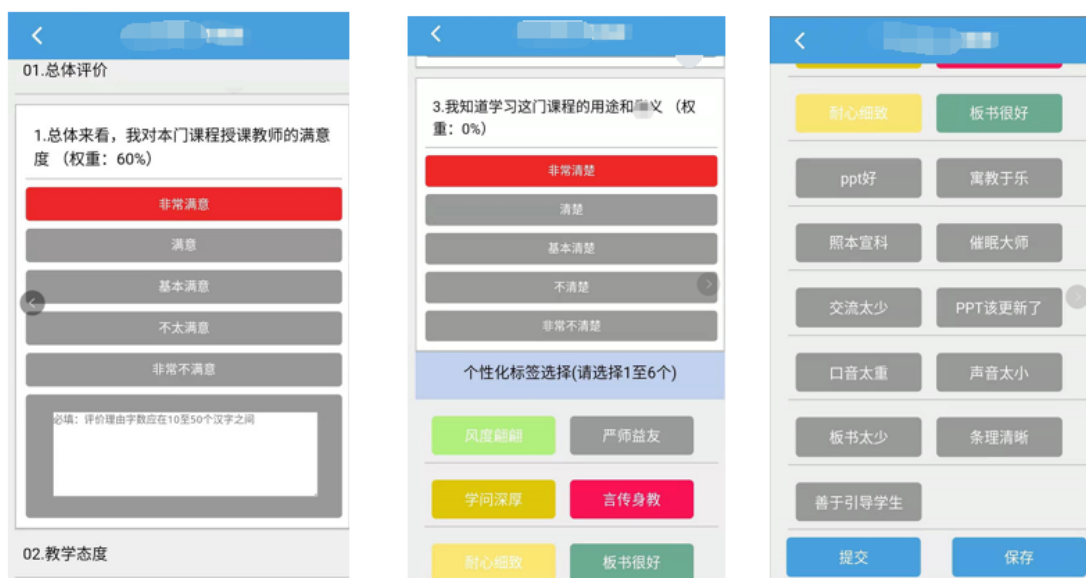 01.总体评价
1.总体来看，我对本门课程授课教师的满意
度 （权重：60%）
非常满意
满意
基本满意
不太满意
非常不满意
必填：评价理由字数应在10至50个汉字之间
02.教学态度
3.我知道学习这门课程的用途和义 （权
重：0%）
非常清楚
清楚
基本清楚
不清楚
非常不清楚
个性化标签选择(请选择1至6个)
风度翩翩 严师益友
学问深厚 言传身教
耐心细致 板书很好
耐心细致 板书很好
ppt好 寓教于乐
照本宣科 催眠大师
交流太少 PPT该更新了
口音太重 声音太小
板书太少 条理清晰
善于引导学生
提交 保存